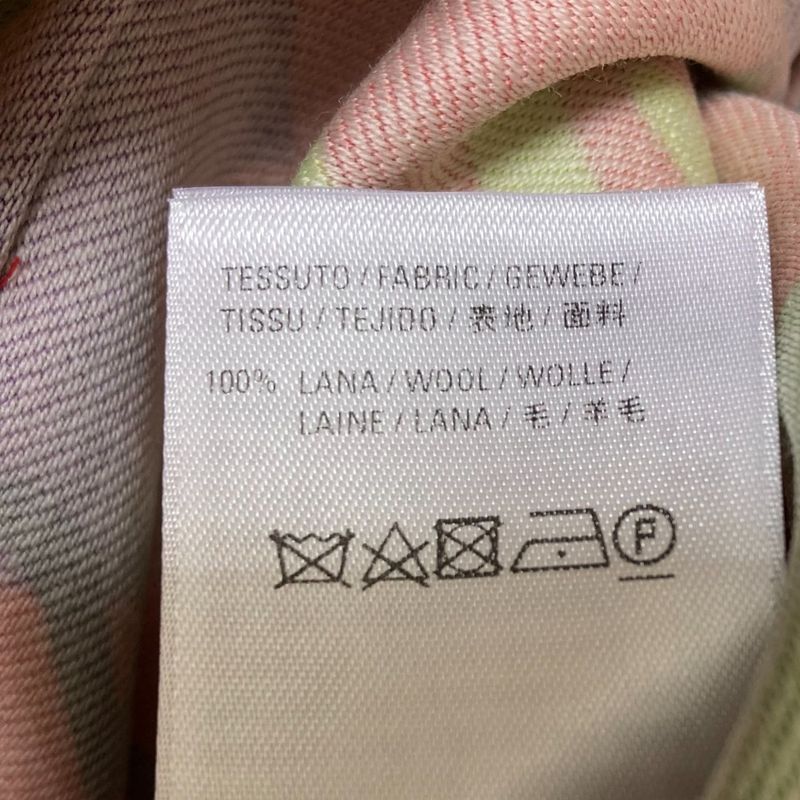 TESSUTO / FABRIC / GEWEBE /
TISSU / TEJIDO / 表地 / 面料
100% LANA / WOOL / WOLLE /
LAINE / LANA / 毛 / 羊毛
F